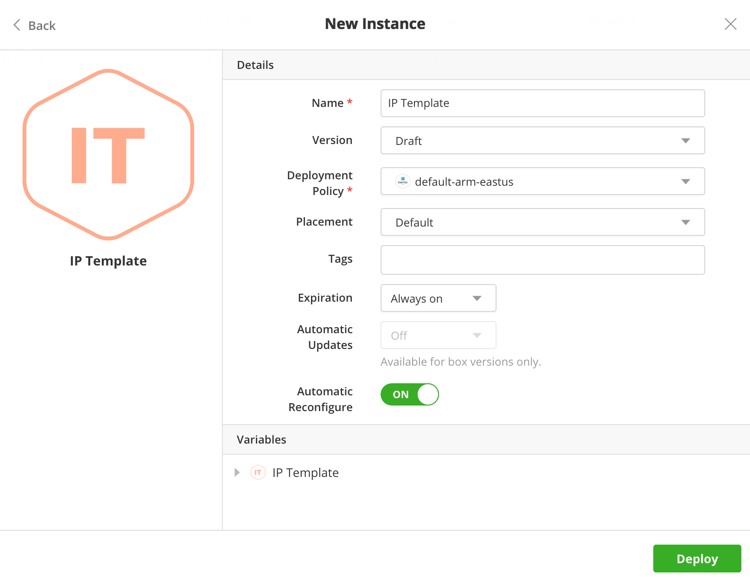 Back
New Instance
IT
IP Template
Details
Name *
IP Template
Version
Draft
Deployment
Policy *
default-arm-eastus
Placement
Default
Tags
Expiration
Always on
Automatic
Updates
Off
Available for box versions only.
Automatic
Reconfigure
ON
Variables
IT
IP Template
Deploy